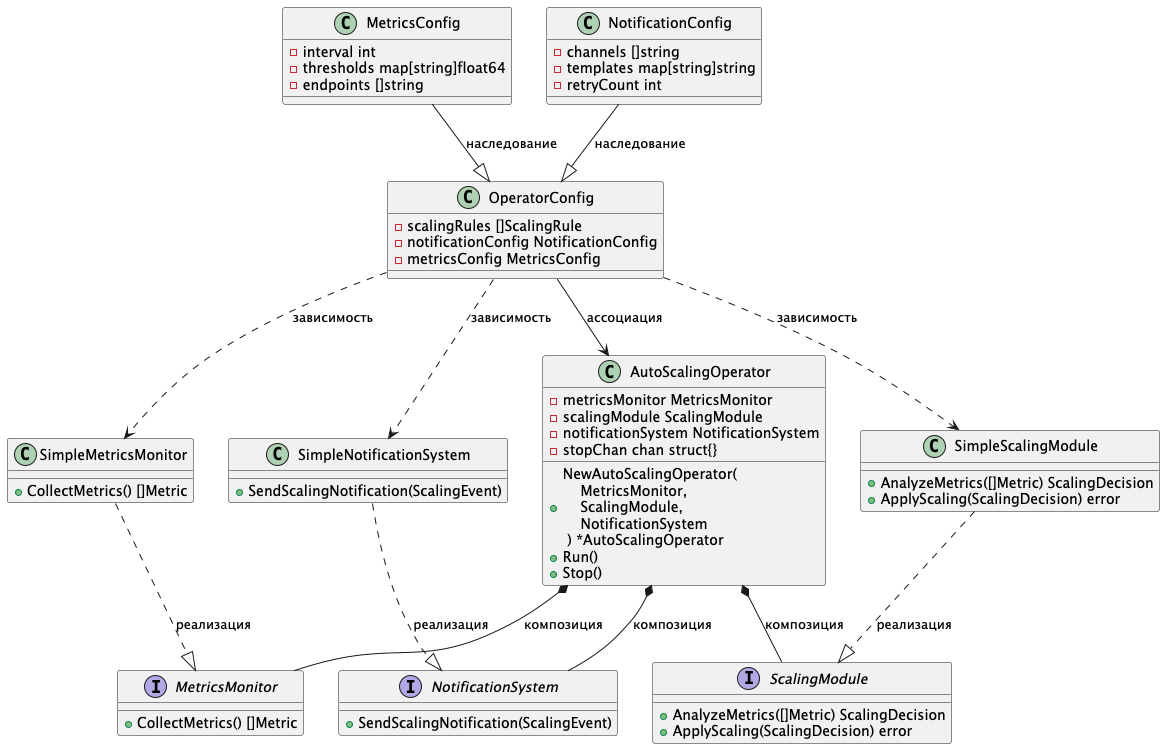 C MetricsConfig
interval int
thresholds map[string]float64
endpoints []string
C NotificationConfig
channels []string
templates map[string]string
retryCount int
наследование
наследование
C OperatorConfig
scalingRules []ScalingRule
notificationConfig NotificationConfig
metricsConfig MetricsConfig
зависимость
зависимость
ассоциация
зависимость
C SimpleMetricsMonitor
CollectMetrics() []Metric
C SimpleNotificationSystem
SendScalingNotification(ScalingEvent)
C AutoScalingOperator
metricsMonitor MetricsMonitor
scalingModule ScalingModule
notificationSystem NotificationSystem
stopChan chan struct{}
NewAutoScalingOperator(
MetricsMonitor,
ScalingModule,
NotificationSystem
) *AutoScalingOperator
Run()
Stop()
C SimpleScalingModule
AnalyzeMetrics([]Metric) ScalingDecision
ApplyScaling(ScalingDecision) error
реализация
реализация
композиция
композиция
композиция
реализация
I MetricsMonitor
CollectMetrics() []Metric
I NotificationSystem
SendScalingNotification(ScalingEvent)
I ScalingModule
AnalyzeMetrics([]Metric) ScalingDecision
ApplyScaling(ScalingDecision) error